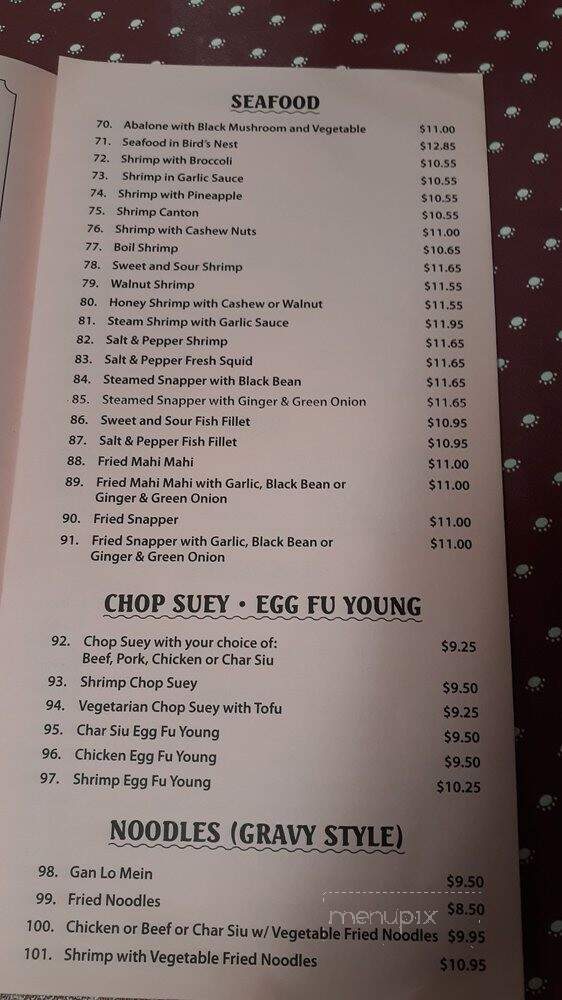 SEAFOOD
70. Abalone with Black Mushroom and Vegetable $11.00
71. Seafood in Bird's Nest $12.85
72. Shrimp with Broccoli $10.55
73. Shrimp in Garlic Sauce $10.55
74. Shrimp with Pineapple $10.55
75. Shrimp Canton $10.55
76. Shrimp with Cashew Nuts $11.00
77. Boil Shrimp $10.65
78. Sweet and Sour Shrimp $11.65
79. Walnut Shrimp $11.55
80. Honey Shrimp with Cashew or Walnut $11.55
81. Steam Shrimp with Garlic Sauce $11.95
82. Salt & Pepper Shrimp $11.65
83. Salt & Pepper Fresh Squid $11.65
84. Steamed Snapper with Black Bean $11.65
85. Steamed Snapper with Ginger & Green Onion $11.65
86. Sweet and Sour Fish Fillet $10.95
87. Salt & Pepper Fish Fillet $10.95
88. Fried Mahi Mahi $11.00
89. Fried Mahi Mahi with Garlic, Black Bean or $11.00
Ginger & Green Onion
90. Fried Snapper $11.00
91. Fried Snapper with Garlic, Black Bean or $11.00
Ginger & Green Onion
CHOP SUEY • EGG FU YOUNG
92. Chop Suey with your choice of: $9.25
Beef, Pork, Chicken or Char Siu
93. Shrimp Chop Suey $9.50
94. Vegetarian Chop Suey with Tofu $9.25
95. Char Siu Egg Fu Young $9.50
96. Chicken Egg Fu Young $9.50
97. Shrimp Egg Fu Young $10.25
NOODLES (GRAVY STYLE)
98. Gan Lo Mein $9.50
99. Fried Noodles $8.50
menupix
100. Chicken or Beef or Char Siu w/ Vegetable Fried Noodles $9.95
101. Shrimp with Vegetable Fried Noodles $10.95